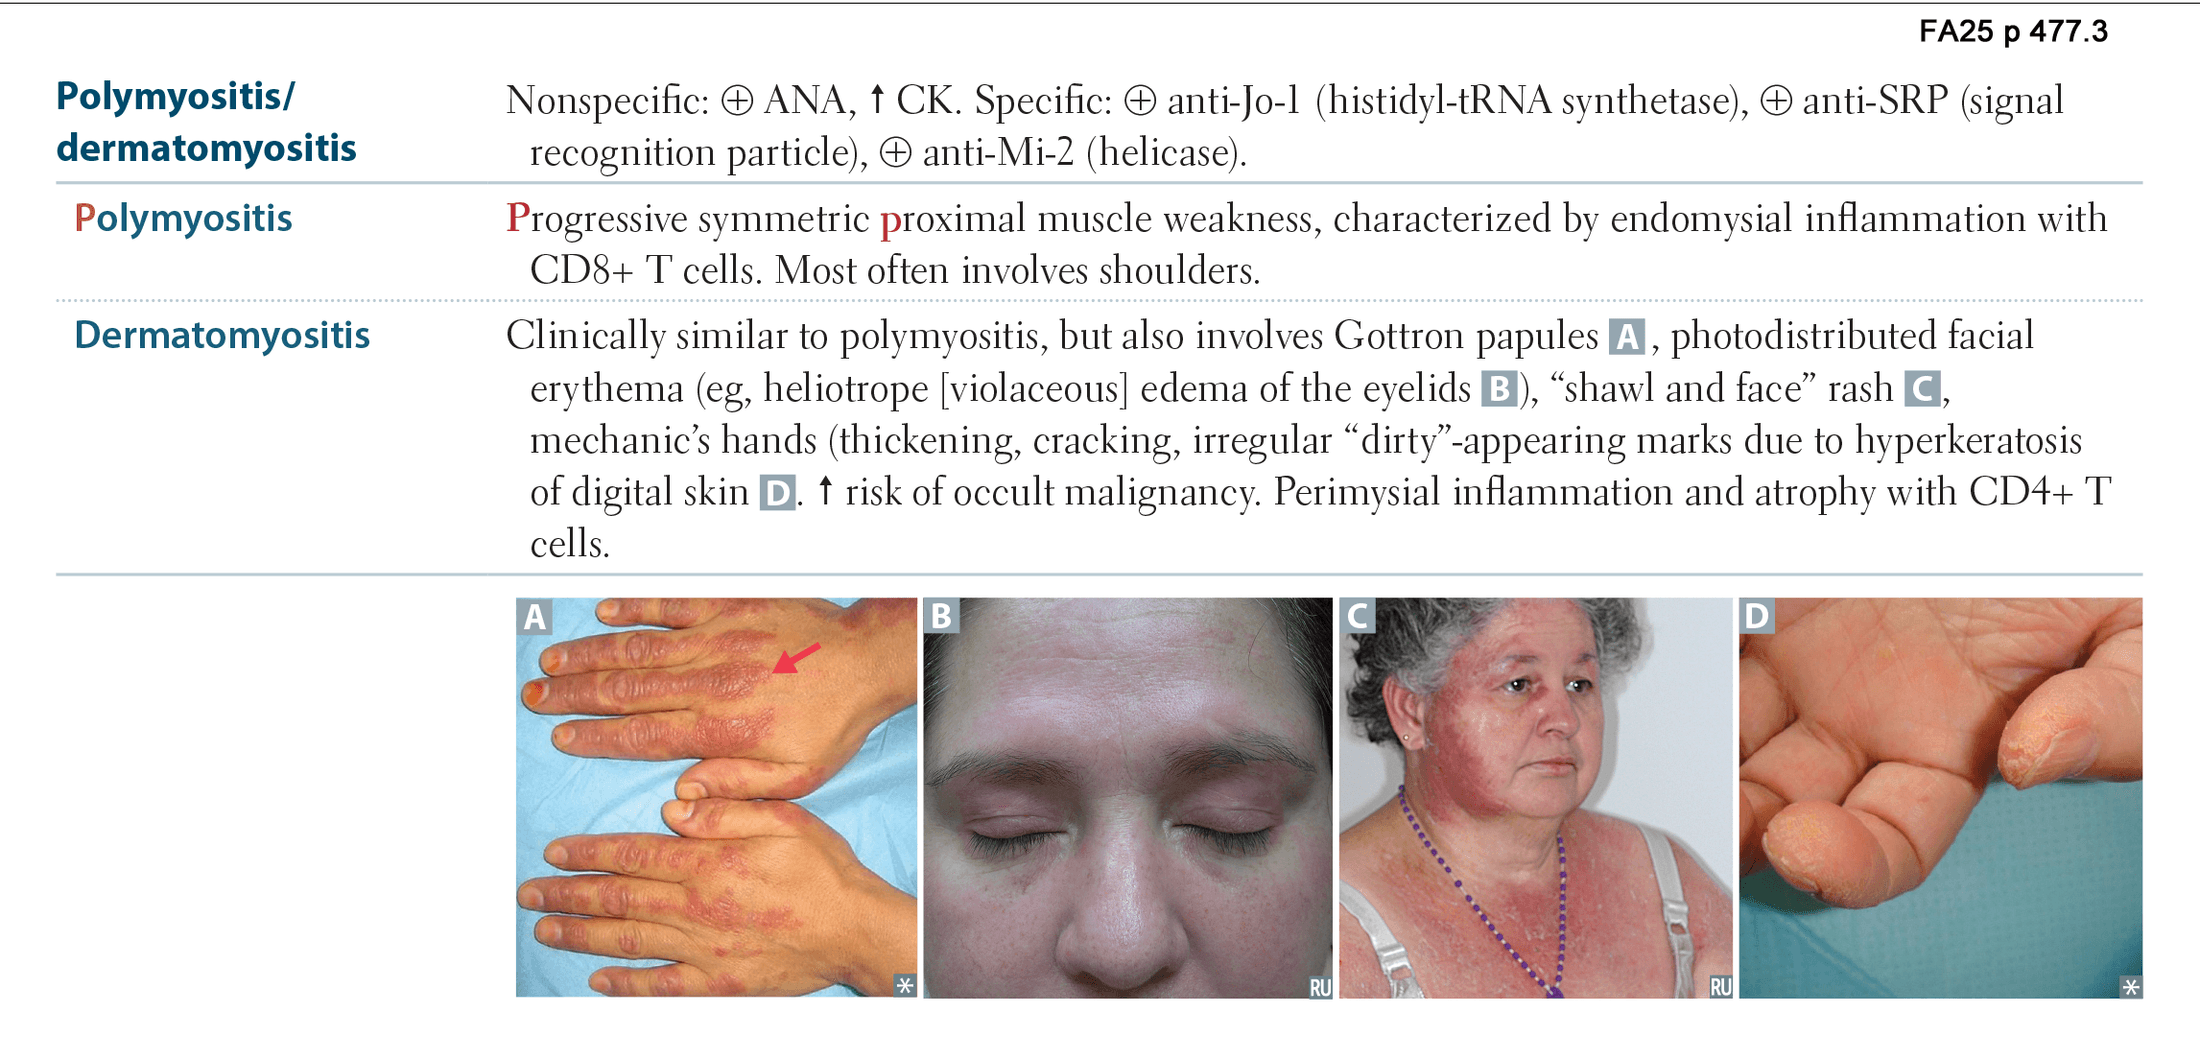 FA25 p 477.3
Polymyositis/
dermatomyositis
Nonspecific: ⊕ ANA, ↑ CK. Specific: ⊕ anti-Jo-1 (histidyl-tRNA synthetase), ⊕ anti-SRP (signal
recognition particle), ⊕ anti-Mi-2 (helicase).
Polymyositis
Progressive symmetric proximal muscle weakness, characterized by endomysial inflammation with
CD8+ T cells. Most often involves shoulders.
Dermatomyositis
Clinically similar to polymyositis, but also involves Gottron papules A, photodistributed facial
erythema (eg, heliotrope [violaceous] edema of the eyelids B), “shawl and face” rash C,
mechanic’s hands (thickening, cracking, irregular “dirty”-appearing marks due to hyperkeratosis
of digital skin D. ↑ risk of occult malignancy. Perimysial inflammation and atrophy with CD4+ T
cells.
A
B
C
D
*
RU
RU
*